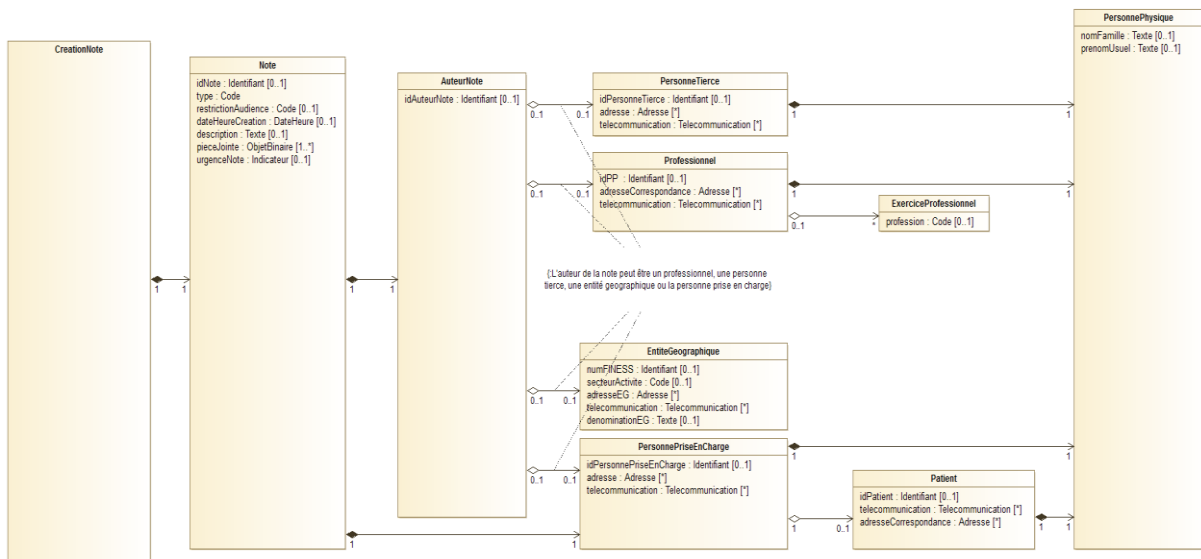 CreationNote
Note
idNote : Identifiant [0..1]
type : Code
restrictionAudience : Code [0..1]
dateHeureCreation : DateHeure [0..1]
description : Texte [0..1]
pieceJointe : ObjetBinaire [1..*]
urgenceNote : Indicateur [0..1]
1
1
AuteurNote
idAuteurNote : Identifiant [0..1]
1
1
PersonneTierce
idPersonneTierce : Identifiant [0..1]
adresse : Adresse [*]
telecommunication : Telecommunication [*]
0..1
0..1
1
1
Professionnel
idPP : Identifiant [0..1]
adresseCorrespondance : Adresse [*]
telecommunication : Telecommunication [*]
0..1
0..1
1
1
0..1
*
ExerciceProfessionnel
profession : Code [0..1]
{:L'auteur de la note peut être un professionnel, une personne
tierce, une entité geographique ou la personne prise en charge}
EntiteGeographique
numFINESS : Identifiant [0..1]
secteurActivite : Code [0..1]
adresseEG : Adresse [*]
telecommunication : Telecommunication [*]
denominationEG : Texte [0..1]
0..1
0..1
PersonnePriseEnCharge
idPersonnePriseEnCharge : Identifiant [0..1]
adresse : Adresse [*]
telecommunication : Telecommunication [*]
0..1
0..1
1
1
1
0..1
1
1
Patient
idPatient : Identifiant [0..1]
telecommunication : Telecommunication [*]
adresseCorrespondance : Adresse [*]
1
1
PersonnePhysique
nomFamille : Texte [0..1]
prenomUsuel : Texte [0..1]